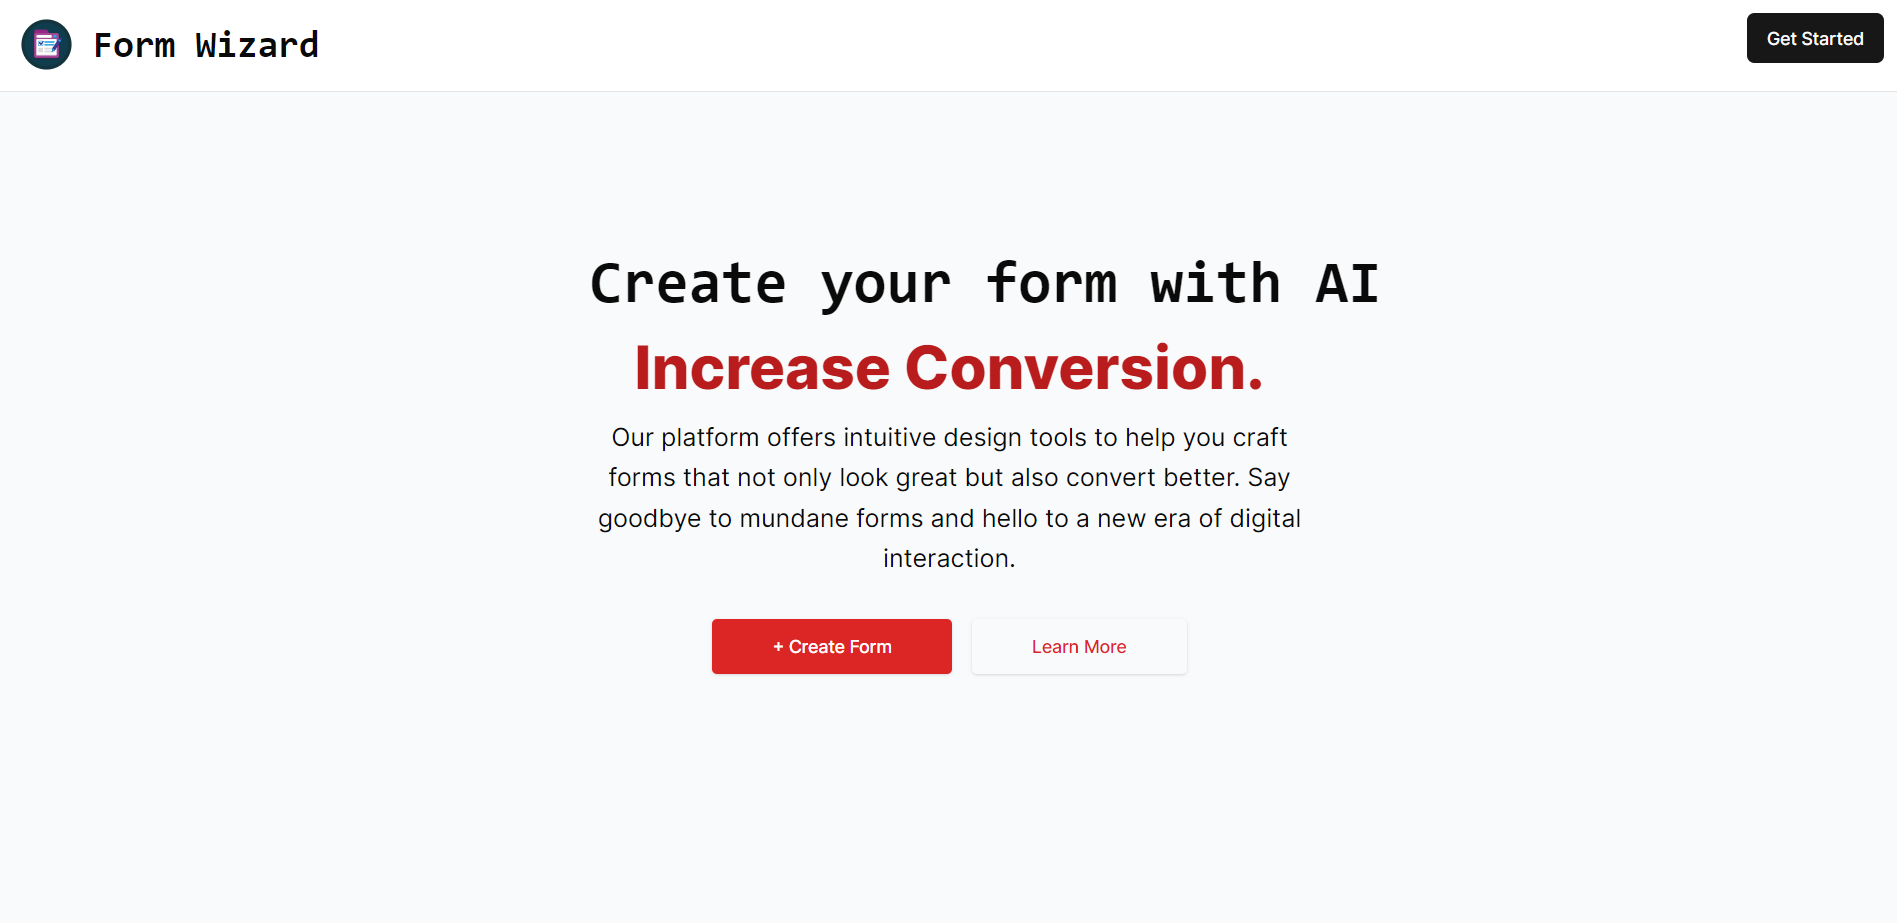 Form Wizard
Get Started
Create your form with AI
Increase Conversion.
Our platform offers intuitive design tools to help you craft
forms that not only look great but also convert better. Say
goodbye to mundane forms and hello to a new era of digital
interaction.
+ Create Form
Learn More